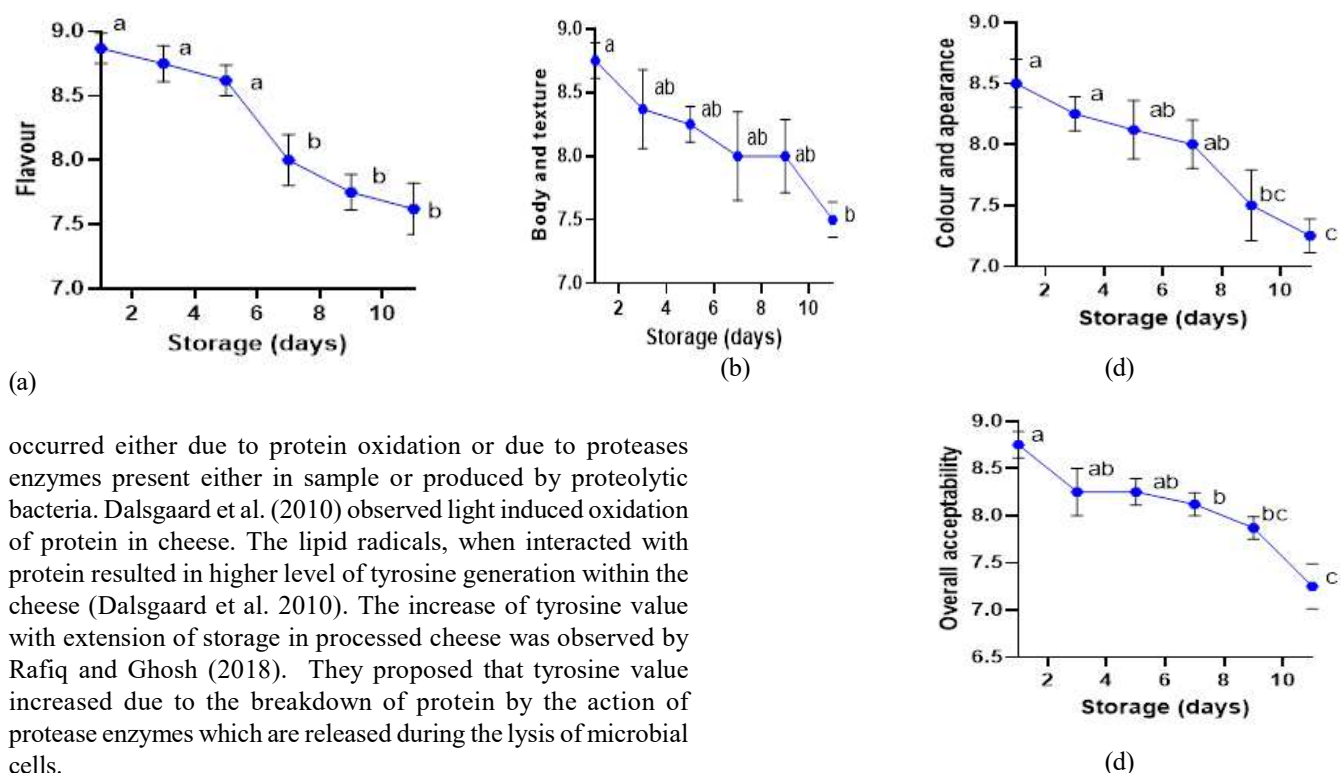 9.0
8.5
8.0
7.5
7.0
Flavour
a
a
a
b
b
b
2 4 6 8 10
Storage (days)
(a)
9.0
8.5
8.0
7.5
7.0
Body and texture
a
ab
ab
ab
ab
b
2 4 6 8 10
Storage (days)
(b)
9.0
8.5
8.0
7.5
7.0
Colour and apearance
a
a
ab
ab
bc
c
2 4 6 8 10
Storage (days)
(d)
occurred either due to protein oxidation or due to proteases
enzymes present either in sample or produced by proteolytic
bacteria. Dalsgaard et al. (2010) observed light induced oxidation
of protein in cheese. The lipid radicals, when interacted with
protein resulted in higher level of tyrosine generation within the
cheese (Dalsgaard et al. 2010). The increase of tyrosine value
with extension of storage in processed cheese was observed by
Rafiq and Ghosh (2018). They proposed that tyrosine value
increased due to the breakdown of protein by the action of
protease enzymes which are released during the lysis of microbial
cells.
9.0
8.5
8.0
7.5
7.0
6.5
Overall acceptability
a
ab
ab
b
bc
c
2 4 6 8 10
Storage (days)
(d)